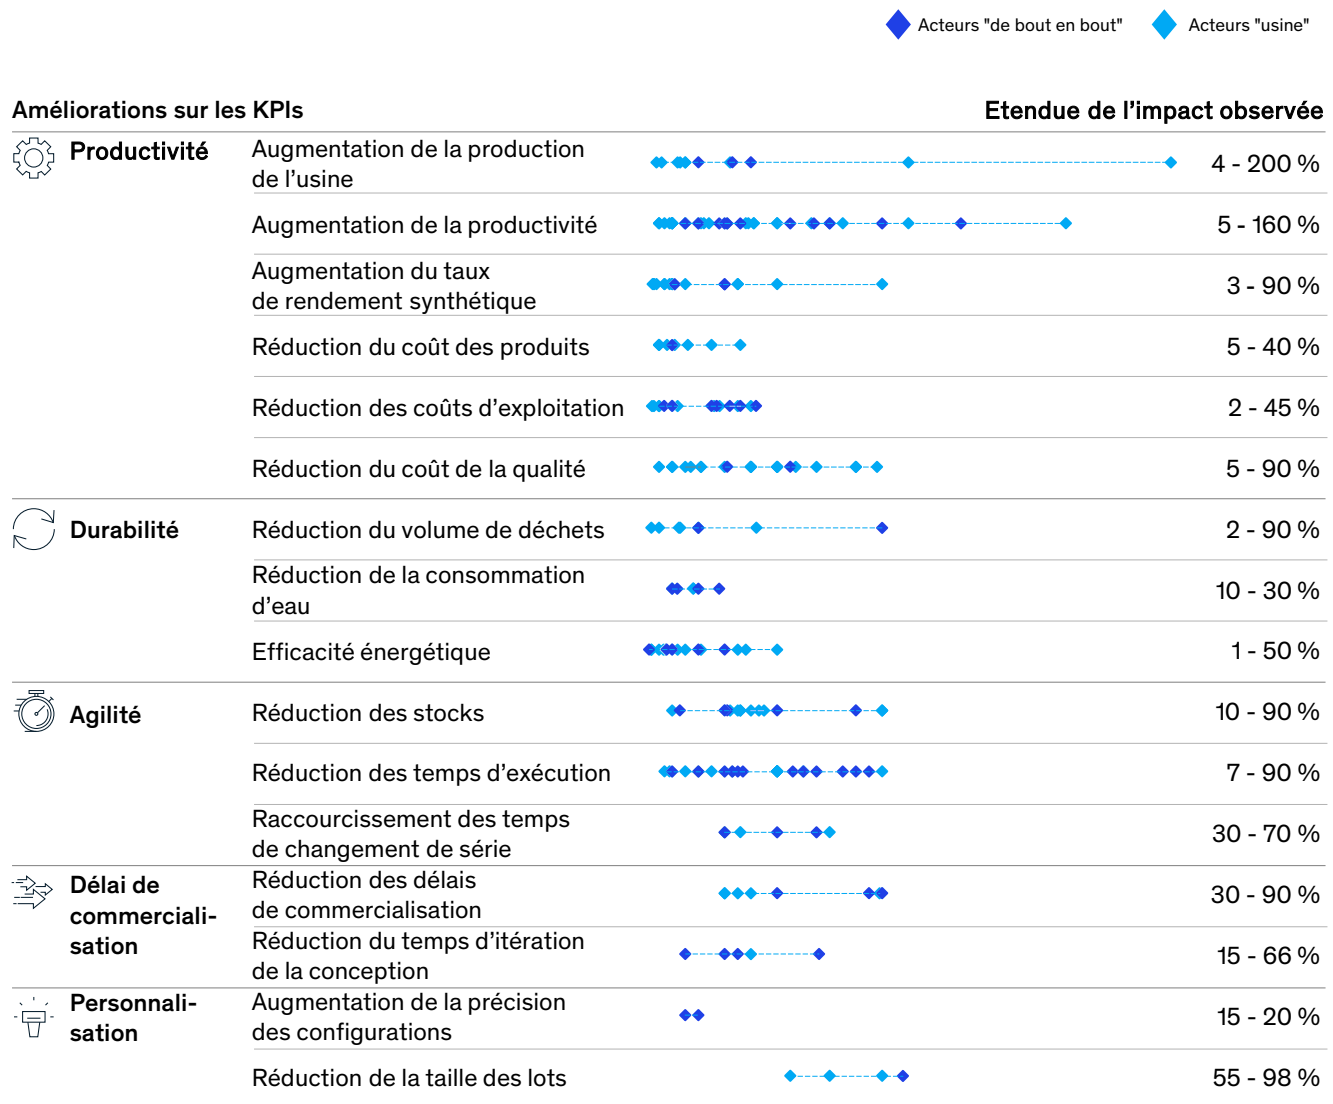 Acteurs "de bout en bout"
Acteurs "usine"
Améliorations sur les KPIs
Etendue de l’impact observée
Productivité
Augmentation de la production
de l’usine
4 - 200 %
Augmentation de la productivité
5 - 160 %
Augmentation du taux
de rendement synthétique
3 - 90 %
Réduction du coût des produits
5 - 40 %
Réduction des coûts d’exploitation
2 - 45 %
Réduction du coût de la qualité
5 - 90 %
Durabilité
Réduction du volume de déchets
2 - 90 %
Réduction de la consommation
d’eau
10 - 30 %
Efficacité énergétique
1 - 50 %
Agilité
Réduction des stocks
10 - 90 %
Réduction des temps d’exécution
7 - 90 %
Raccourcissement des temps
de changement de série
30 - 70 %
Délai de
commerciali-
sation
Réduction des délais
de commercialisation
30 - 90 %
Réduction du temps d’itération
de la conception
15 - 66 %
Personnali-
sation
Augmentation de la précision
des configurations
15 - 20 %
Réduction de la taille des lots
55 - 98 %